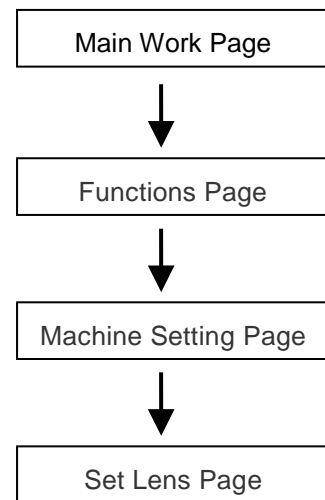 Main Work Page
Functions Page
Machine Setting Page
Set Lens Page